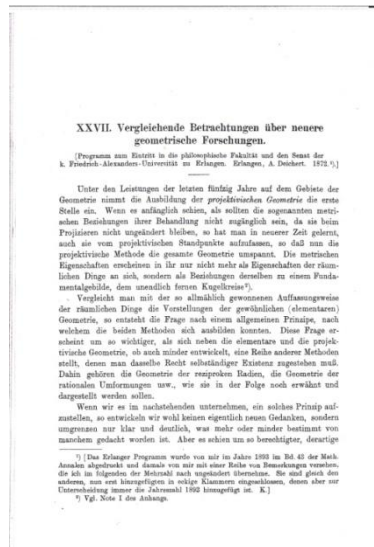 XXVII. Vergleichende Betrachtungen über neuere
geometrische Forschungen.
[Programm zum Eintritt in die philosophische Fakultät und den Senat der
k. Friedrich-Alexanders-Universität zu Erlangen. Erlangen, A. Deichert. 1872.¹).]
Unter den Leistungen der letzten fünfzig Jahre auf dem Gebiete der
Geometrie nimmt die Ausbildung der projektivischen Geometrie die erste
Stelle ein. Wenn es anfänglich schien, als sollten die sogenannten metri-
schen Beziehungen ihrer Behandlung nicht zugänglich sein, da sie beim
Projizieren nicht ungeändert bleiben, so hat man in neuerer Zeit gelernt,
auch sie vom projektivischen Standpunkte aufzufassen, so daß nun die
projektivische Methode die gesamte Geometrie umspannt. Die metrischen
Eigenschaften erscheinen in ihr nur nicht mehr als Eigenschaften der räum-
lichen Dinge an sich, sondern als Beziehungen derselben zu einem Funda-
mentalgebilde, dem unendlich fernen Kugelkreise²).
Vergleicht man mit der so allmählich gewonnenen Auffassungsweise
der räumlichen Dinge die Vorstellungen der gewöhnlichen (elementaren)
Geometrie, so entsteht die Frage nach einem allgemeinen Prinzipe, nach
welchem die beiden Methoden sich ausbilden konnten. Diese Frage er-
scheint um so wichtiger, als sich neben die elementare und die projek-
tivische Geometrie, ob auch minder entwickelt, eine Reihe anderer Methoden
stellt, denen man dasselbe Recht selbständiger Existenz zugestehen muß.
Dahin gehören die Geometrie der reziproken Radien, die Geometrie der
rationalen Umformungen usw., wie sie in der Folge noch erwähnt und
dargestellt werden sollen.
Wenn wir es im nachstehenden unternehmen, ein solches Prinzip auf-
zustellen, so entwickeln wir wohl keinen eigentlich neuen Gedanken, sondern
umgrenzen nur klar und deutlich, was mehr oder minder bestimmt von
manchem gedacht worden ist. Aber es schien um so berechtigter, derartige
¹) [Das Erlanger Programm wurde von mir im Jahre 1893 im Bd. 43 der Math.
Annalen abgedruckt und damals von mir mit einer Reihe von Bemerkungen versehen,
die ich im folgenden der Mehrzahl nach ungeändert übernehme. Sie sind gleich den
anderen, nun erst hinzugefügten in eckige Klammern eingeschlossen, denen aber zur
Unterscheidung immer die Jahreszahl 1893 hinzugefügt ist. K.]
²) Vgl. Note I des Anhangs.